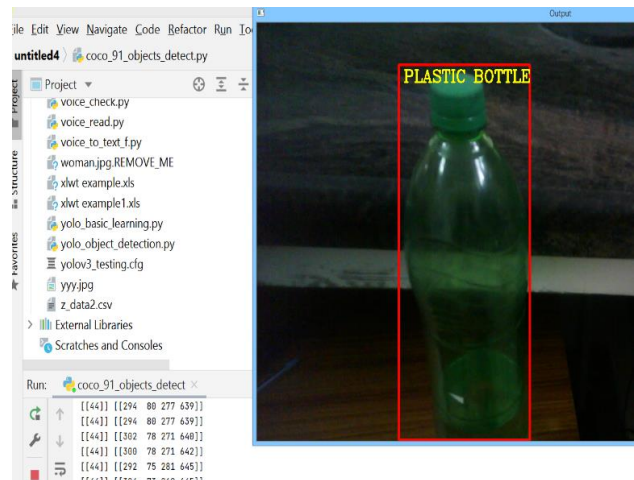 Output
ile Edit View Navigate Code Refactor Run To
untitled4 coco_91_objects_detect.py
Project
Project
voice_check.py
voice_read.py
voice_to_text_f.py
woman.jpg.REMOVE_ME
xlwt example.xls
xlwt example1.xls
yolo_basic_learning.py
yolo_object_detection.py
yolov3_testing.cfg
yyy.jpg
z_data2.csv
External Libraries
Scratches and Consoles
Structure
Favorites
PLASTIC BOTTLE
Run: coco_91_objects_detect
[[44]] [[294 80 277 639]]
[[44]] [[294 80 277 639]]
[[44]] [[302 78 271 640]]
[[44]] [[300 78 271 642]]
[[44]] [[292 75 281 645]]